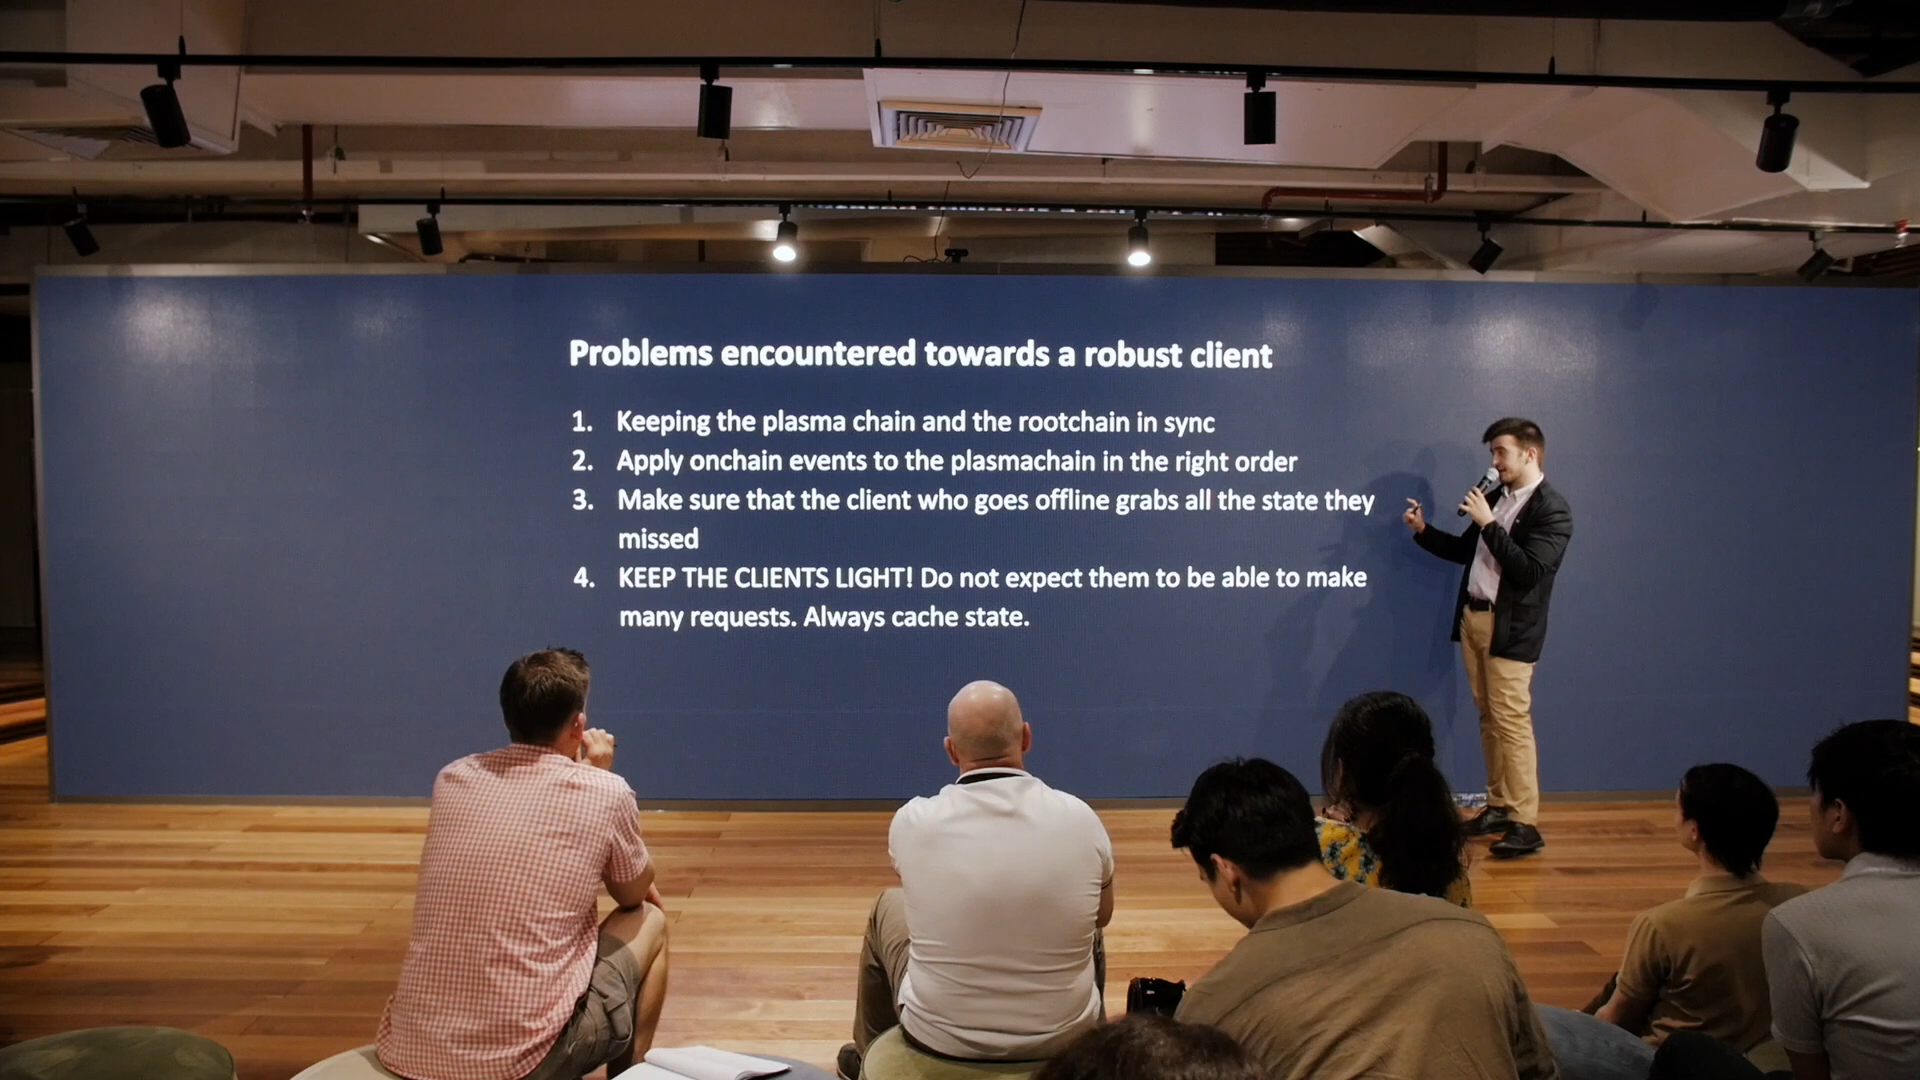 Problems encountered towards a robust client
1. Keeping the plasma chain and the rootchain in sync
2. Apply onchain events to the plasmachain in the right order
3. Make sure that the client who goes offline grabs all the state they
missed
4. KEEP THE CLIENTS LIGHT! Do not expect them to be able to make
many requests. Always cache state.